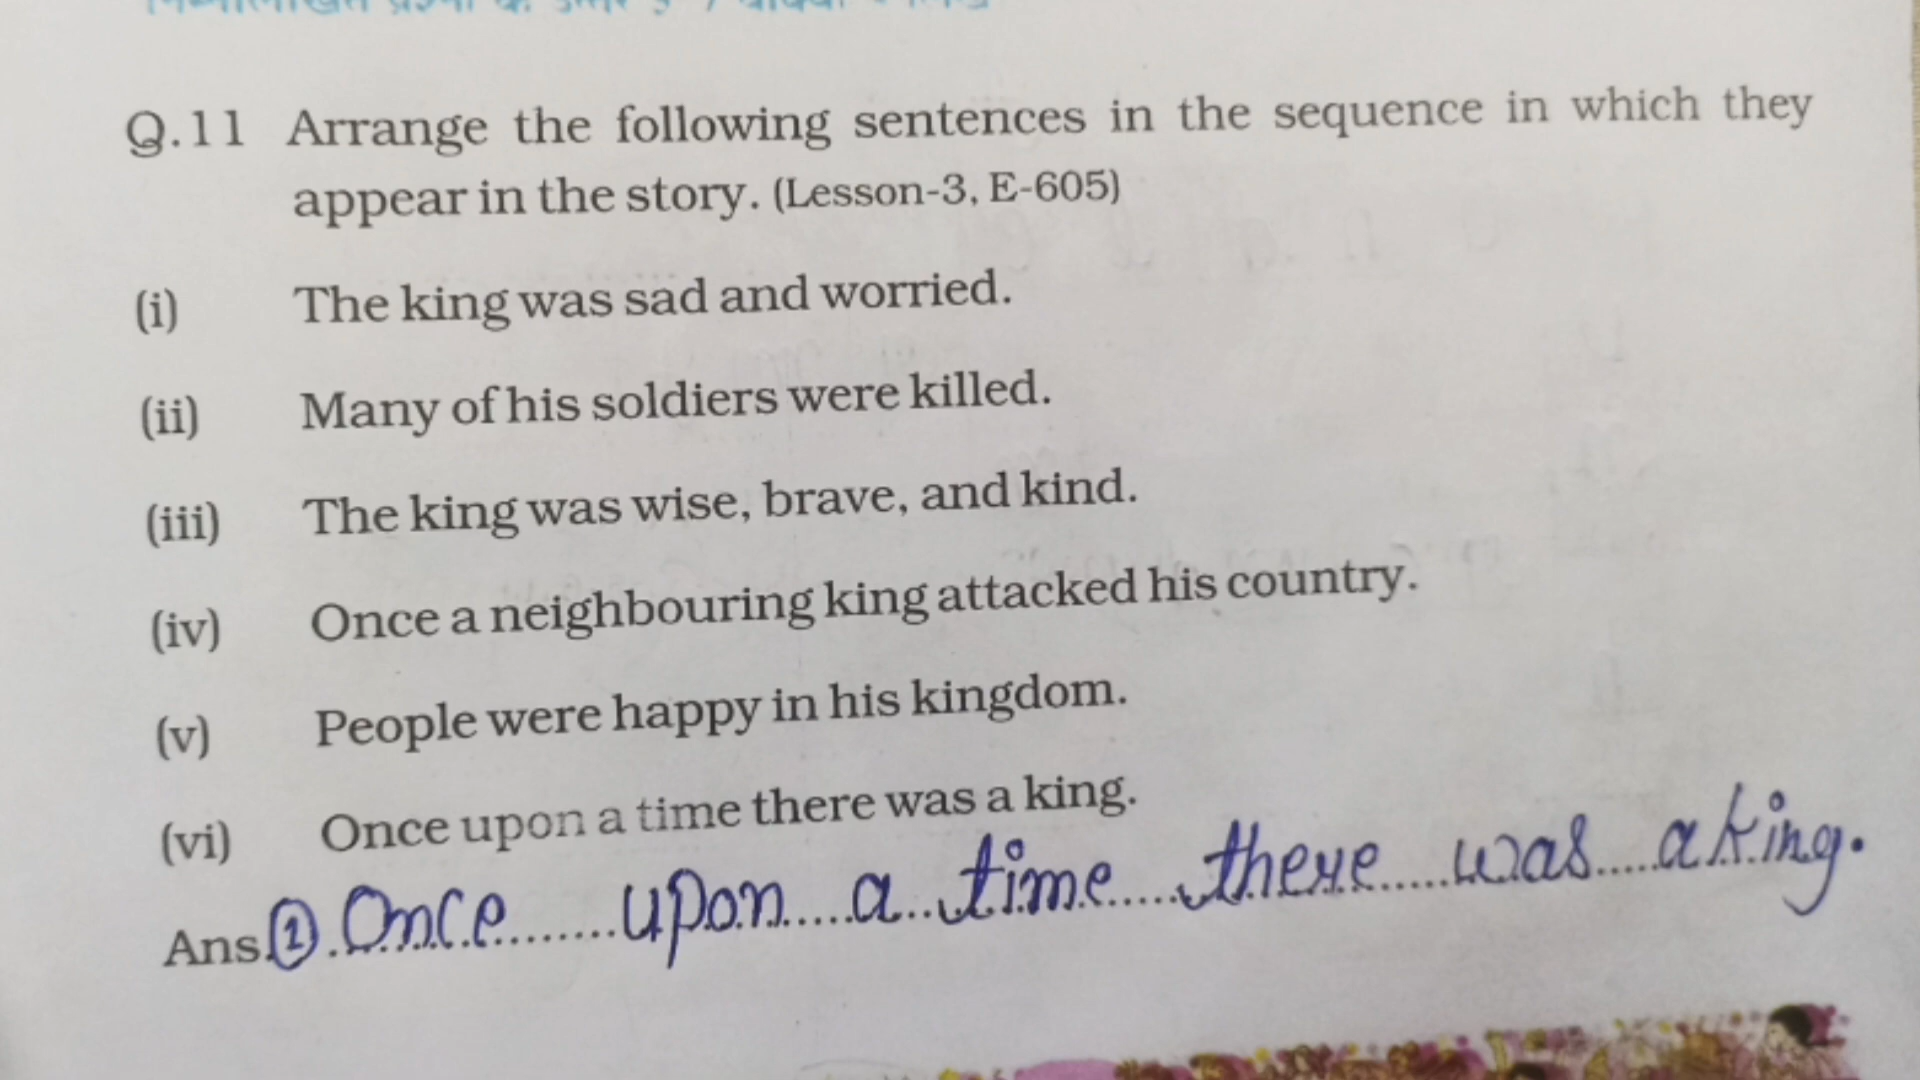 Q.11 Arrange the following sentences in the sequence in which they
appear in the story. (Lesson-3, E-605)
(i) The king was sad and worried.
(ii) Many of his soldiers were killed.
(iii) The king was wise, brave, and kind.
(iv) Once a neighbouring king attacked his country.
(v) People were happy in his kingdom.
(vi) Once upon a time there was a king.
Ans. ① Once upon a time there was a king.